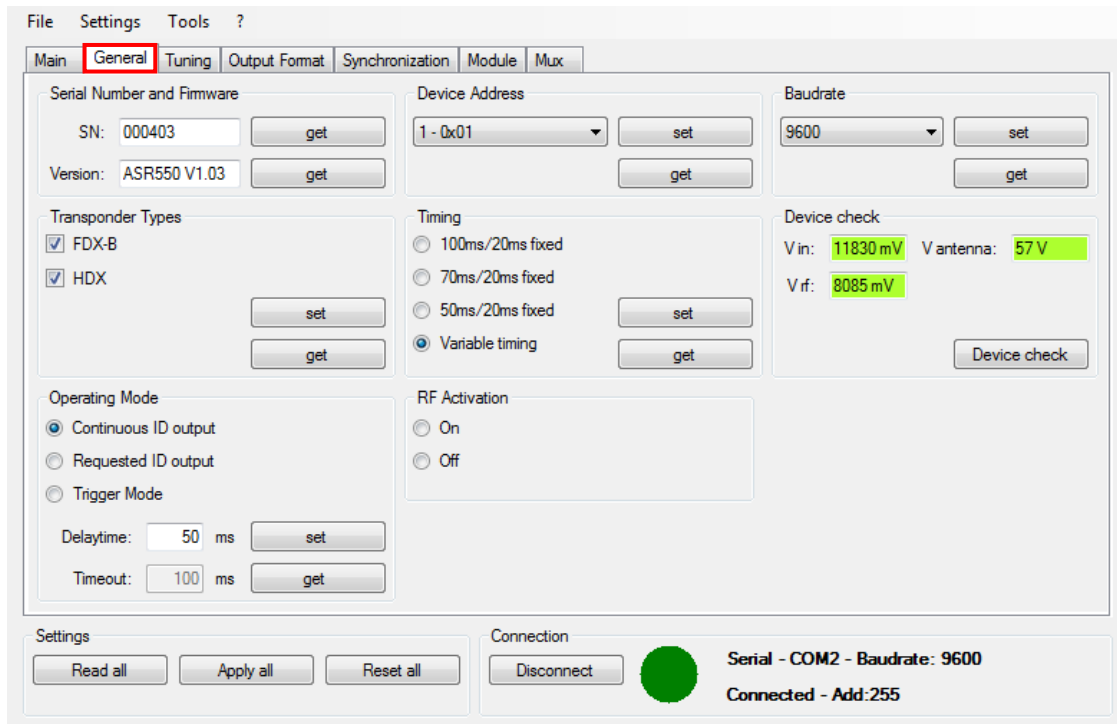 File Settings Tools ?
Main General Tuning Output Format Synchronization Module Mux
Serial Number and Firmware
SN: 000403 get
Version: ASR550 V1.03 get
Device Address
1 - 0x01 set
get
Baudrate
9600 set
get
Transponder Types
FDX-B
HDX
set
get
Timing
100ms/20ms fixed
70ms/20ms fixed
50ms/20ms fixed set
Variable timing get
Device check
V in: 11830 mV V antenna: 57 V
V rf: 8085 mV
Device check
Operating Mode
Continuous ID output
Requested ID output
Trigger Mode
Delaytime: 50 ms set
Timeout: 100 ms get
RF Activation
On
Off
Settings
Read all Apply all Reset all
Connection
Disconnect
Serial - COM2 - Baudrate: 9600
Connected - Add:255